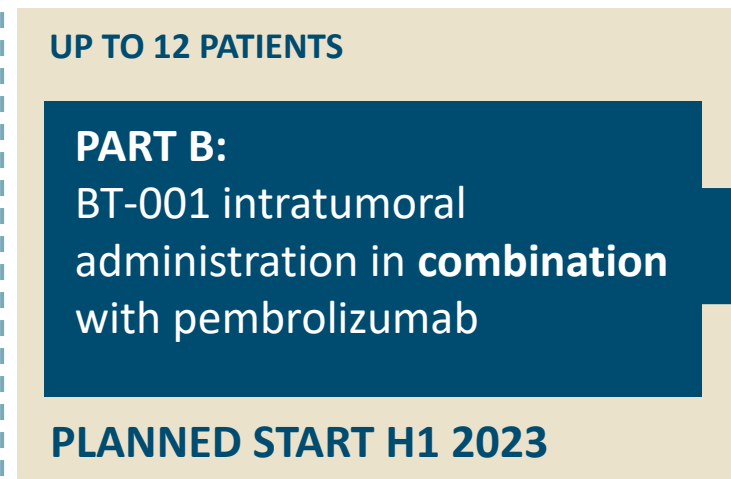 UP TO 12 PATIENTS
PART B:
BT-001 intratumoral
administration in combination
with pembrolizumab
PLANNED START H1 2023